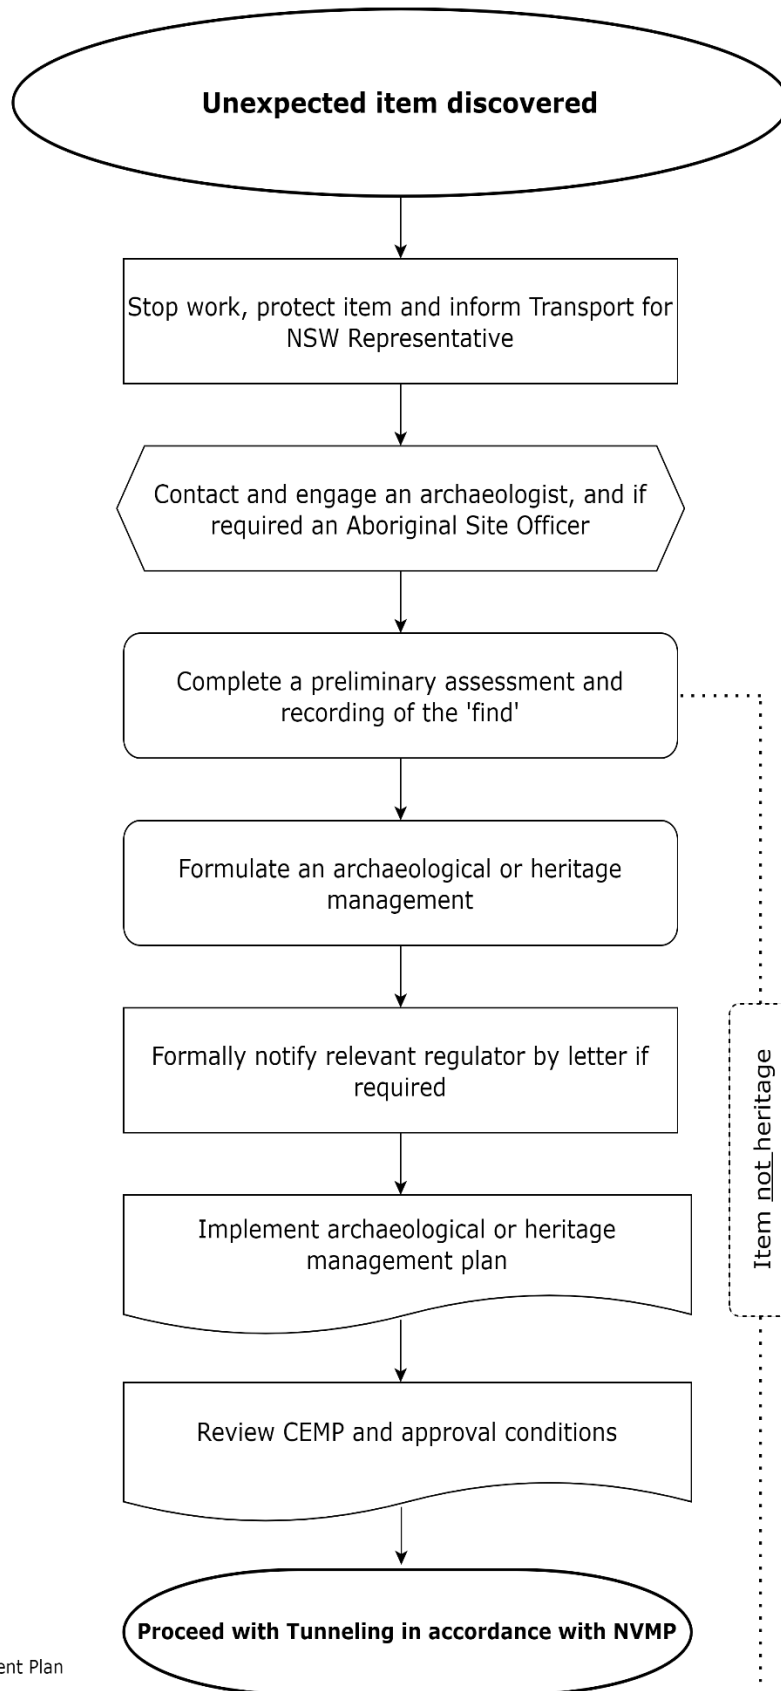 Unexpected item discovered
Stop work, protect item and inform Transport for
NSW Representative
Contact and engage an archaeologist, and if
required an Aboriginal Site Officer
Complete a preliminary assessment and
recording of the 'find'
Formulate an archaeological or heritage
management
Formally notify relevant regulator by letter if
required
Item not heritage
Implement archaeological or heritage
management plan
Review CEMP and approval conditions
Proceed with Tunneling in accordance with NVMP
ent Plan